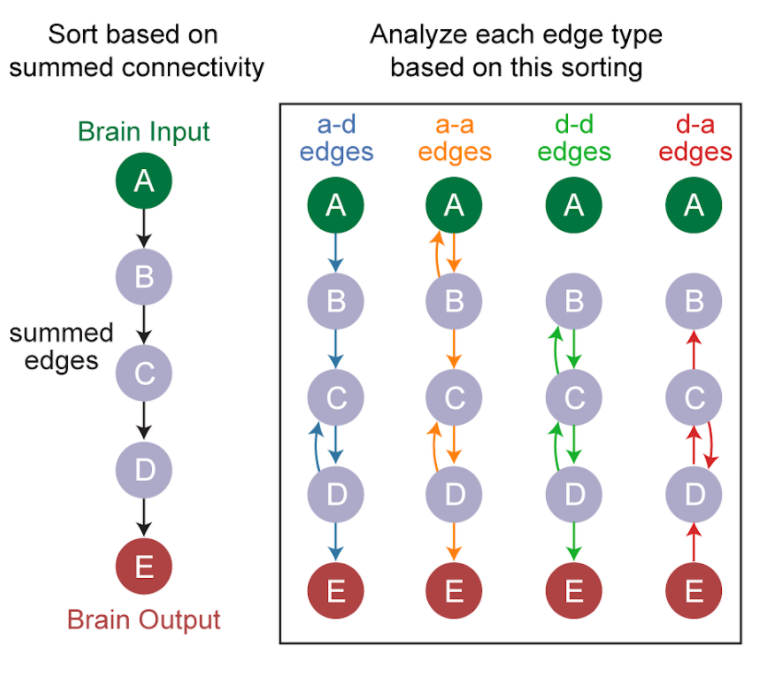 Sort based on
summed connectivity
Analyze each edge type
based on this sorting
Brain Input
A
B
summed
edges
C
D
E
Brain Output
a-d
edges
a-a
edges
d-d
edges
d-a
edges
A
A
A
A
B
B
B
B
C
C
C
C
D
D
D
D
E
E
E
E